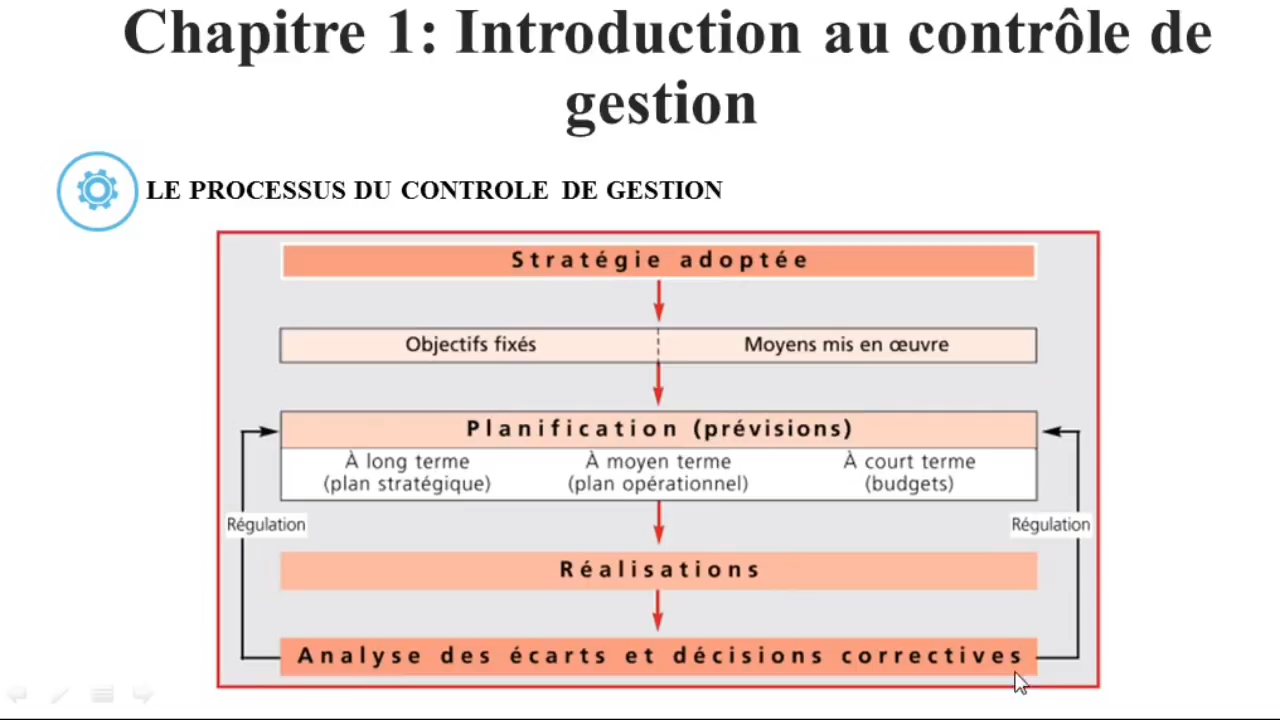 Chapitre 1: Introduction au contrôle de
gestion
LE PROCESSUS DU CONTROLE DE GESTION
Stratégie adoptée
Objectifs fixés
Moyens mis en œuvre
Planification (prévisions)
À long terme
(plan stratégique)
À moyen terme
(plan opérationnel)
À court terme
(budgets)
Régulation
Régulation
Réalisations
Analyse des écarts et décisions correctives